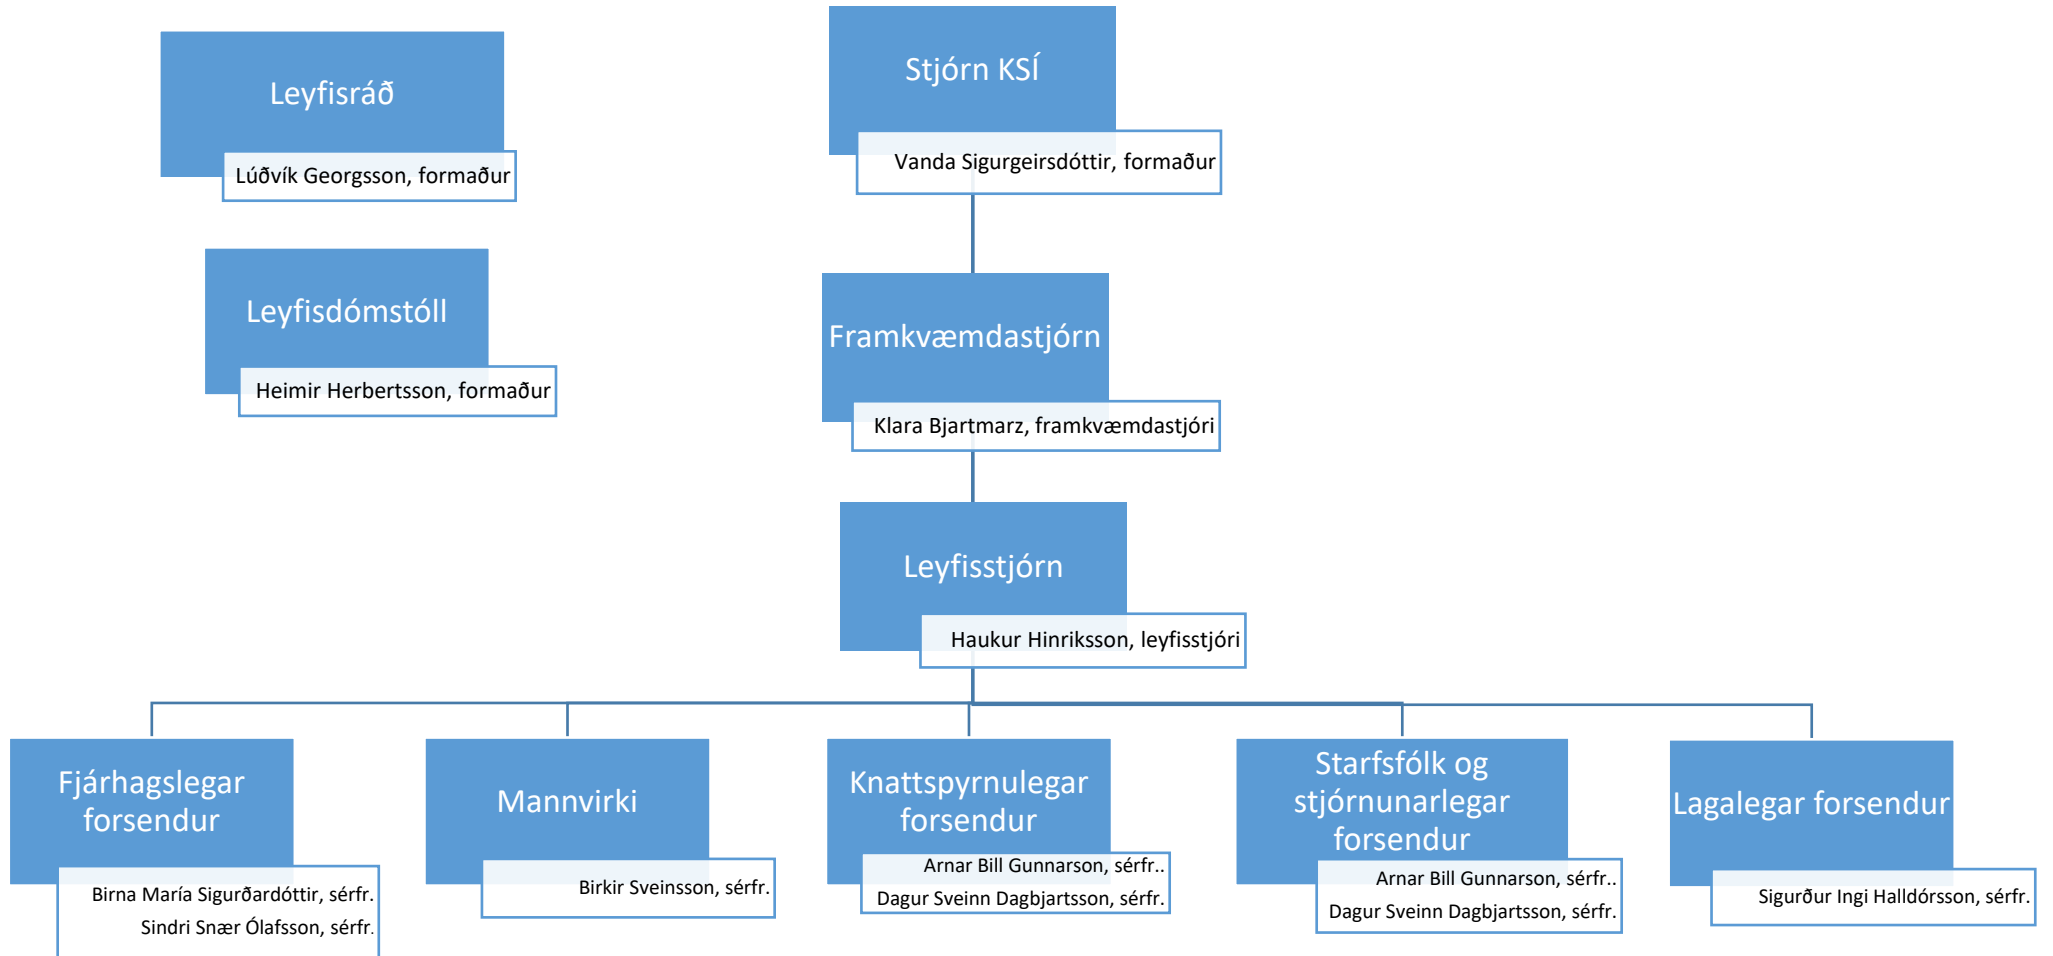 Leyfisráð
Lúðvík Georgsson, formaður
Leyfisdómstóll
Heimir Herbertsson, formaður
Stjórn KSÍ
Vanda Sigurgeirsdóttir, formaður
Framkvæmdastjórn
Klara Bjartmarz, framkvæmdastjóri
Leyfisstjórn
Haukur Hinriksson, leyfisstjóri
Fjárhagslegar
forsendur
Birna María Sigurðardóttir, sérfr.
Sindri Snær Ólafsson, sérfr.
Mannvirki
Birkir Sveinsson, sérfr.
Knattspyrnulegar
forsendur
Arnar Bill Gunnarson, sérfr..
Dagur Sveinn Dagbjartsson, sérfr.
Starfsfólk og
stjórnunarlegar
forsendur
Arnar Bill Gunnarson, sérfr..
Dagur Sveinn Dagbjartsson, sérfr.
Lagalegar forsendur
Sigurður Ingi Halldórsson, sérfr.